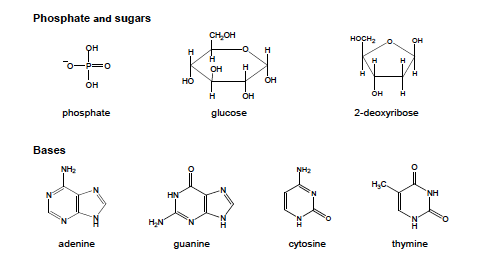 Phosphate and sugars
OH
⁻O P O
OH
phosphate
CH₂OH
H O H
H
OH H
HO OH
H OH
glucose
HOCH₂ O OH
H H
H H
OH H
2-deoxyribose
Bases
NH₂
N N
N N
H
adenine
O
HN N
H₂N N N
H
guanine
NH₂
N
N O
H
cytosine
O
H₃C NH
N O
H
thymine